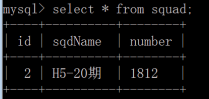 mysql> select * from squad;
+----+---------+--------+
| id | sqdName | number |
+----+---------+--------+
| 2 | H5-20期 | 1812 |
+----+---------+--------+